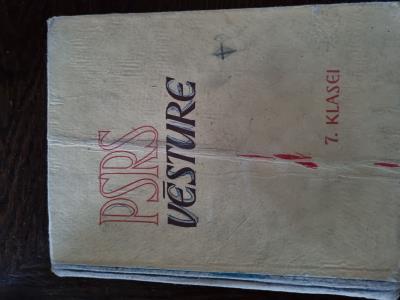 PSRS
VĒSTURE
7. KLASEI